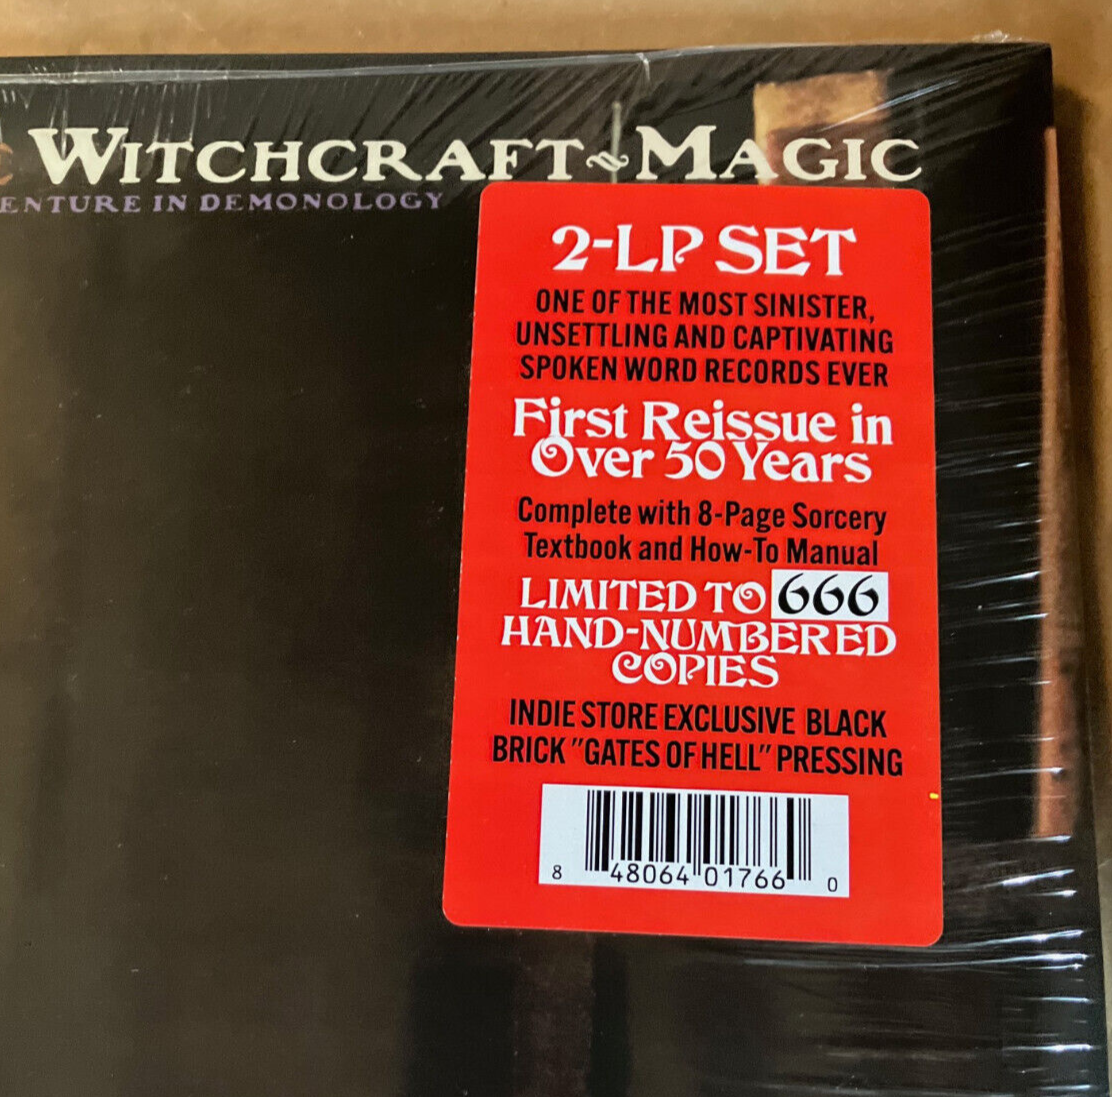 WITCHCRAFT~MAGIC
ENTURE IN DEMONOLOGY
2-LP SET
ONE OF THE MOST SINISTER,
UNSETTLING AND CAPTIVATING
SPOKEN WORD RECORDS EVER
First Reissue in
Over 50 Years
Complete with 8-Page Sorcery
Textbook and How-To Manual
LIMITED TO 666
HAND-NUMBERED
COPIES
INDIE STORE EXCLUSIVE BLACK
BRICK "GATES OF HELL" PRESSING
8 48064 01766 0